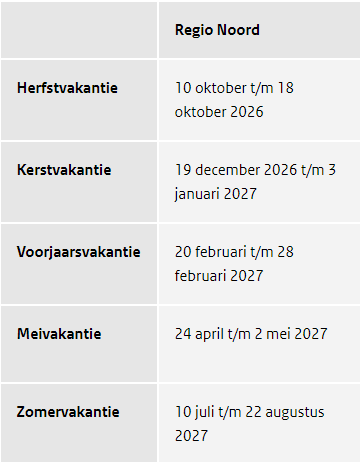 Regio Noord
Herfstvakantie
10 oktober t/m 18
oktober 2026
Kerstvakantie
19 december 2026 t/m 3
januari 2027
Voorjaarsvakantie
20 februari t/m 28
februari 2027
Meivakantie
24 april t/m 2 mei 2027
Zomervakantie
10 juli t/m 22 augustus
2027